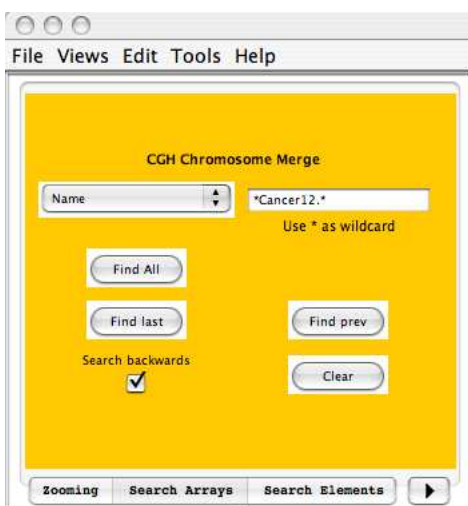 File Views Edit Tools Help
CGH Chromosome Merge
Name *Cancer12.*
Use * as wildcard
Find All
Find last Find prev
Search backwards
Clear
Zooming Search Arrays Search Elements